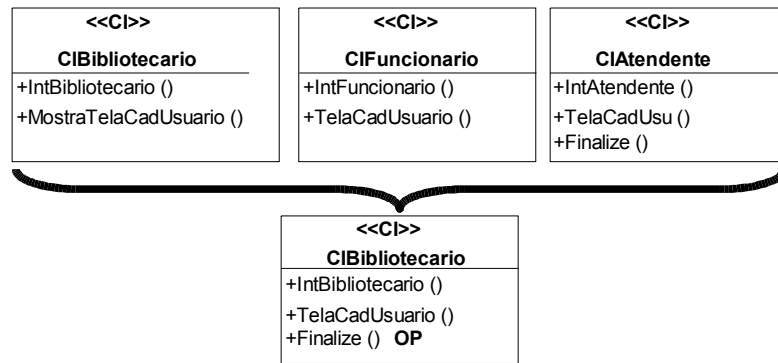 <<CI>>
CIBibliotecario
+IntBibliotecario ()
+MostraTelaCadUsuario ()
<<CI>>
CIFuncionario
+IntFuncionario ()
+TelaCadUsuario ()
<<CI>>
CIAtendente
+IntAtendente ()
+TelaCadUsu ()
+Finalize ()
<<CI>>
CIBibliotecario
+IntBibliotecario ()
+TelaCadUsuario ()
+Finalize () OP